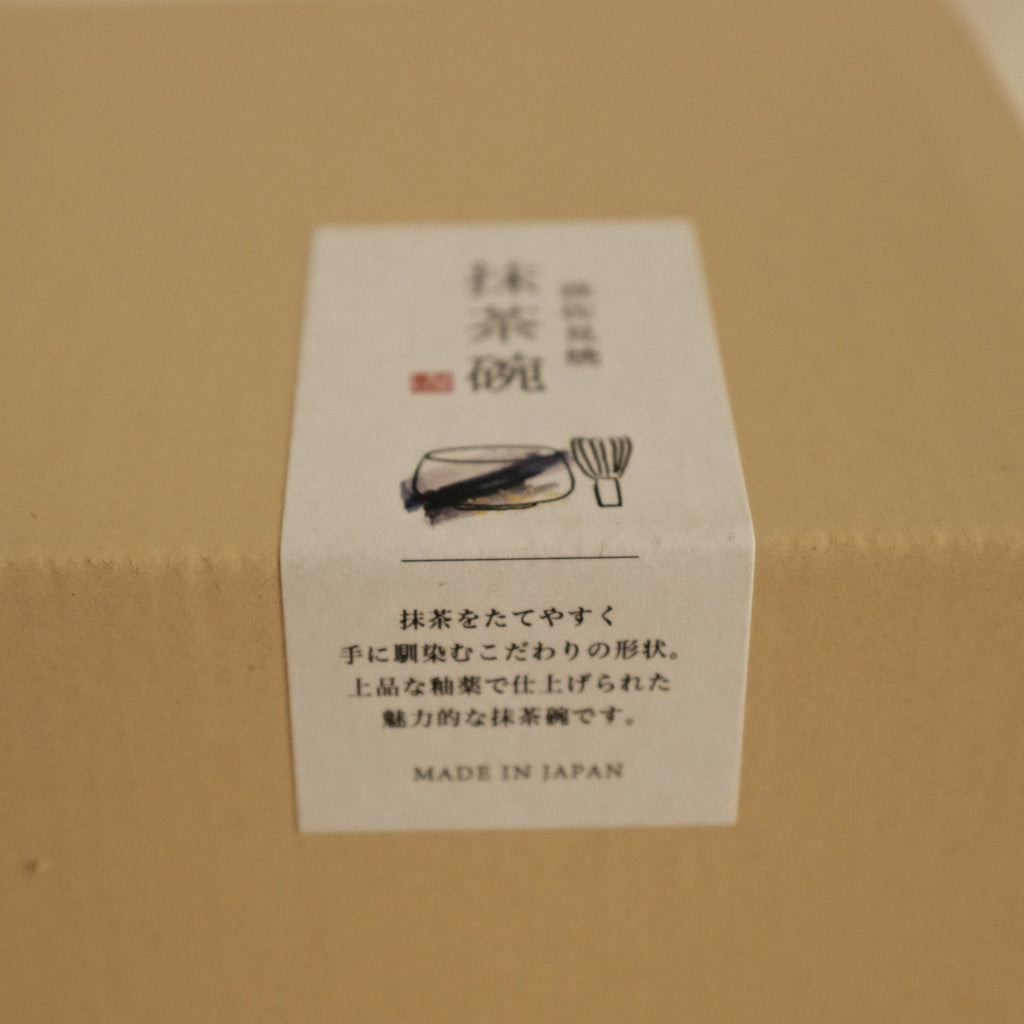 抹茶碗
抹茶をたてやすく
手に馴染むこだわりの形状。
上品な釉薬で仕上げられた
魅力的な抹茶碗です。
MADE IN JAPAN